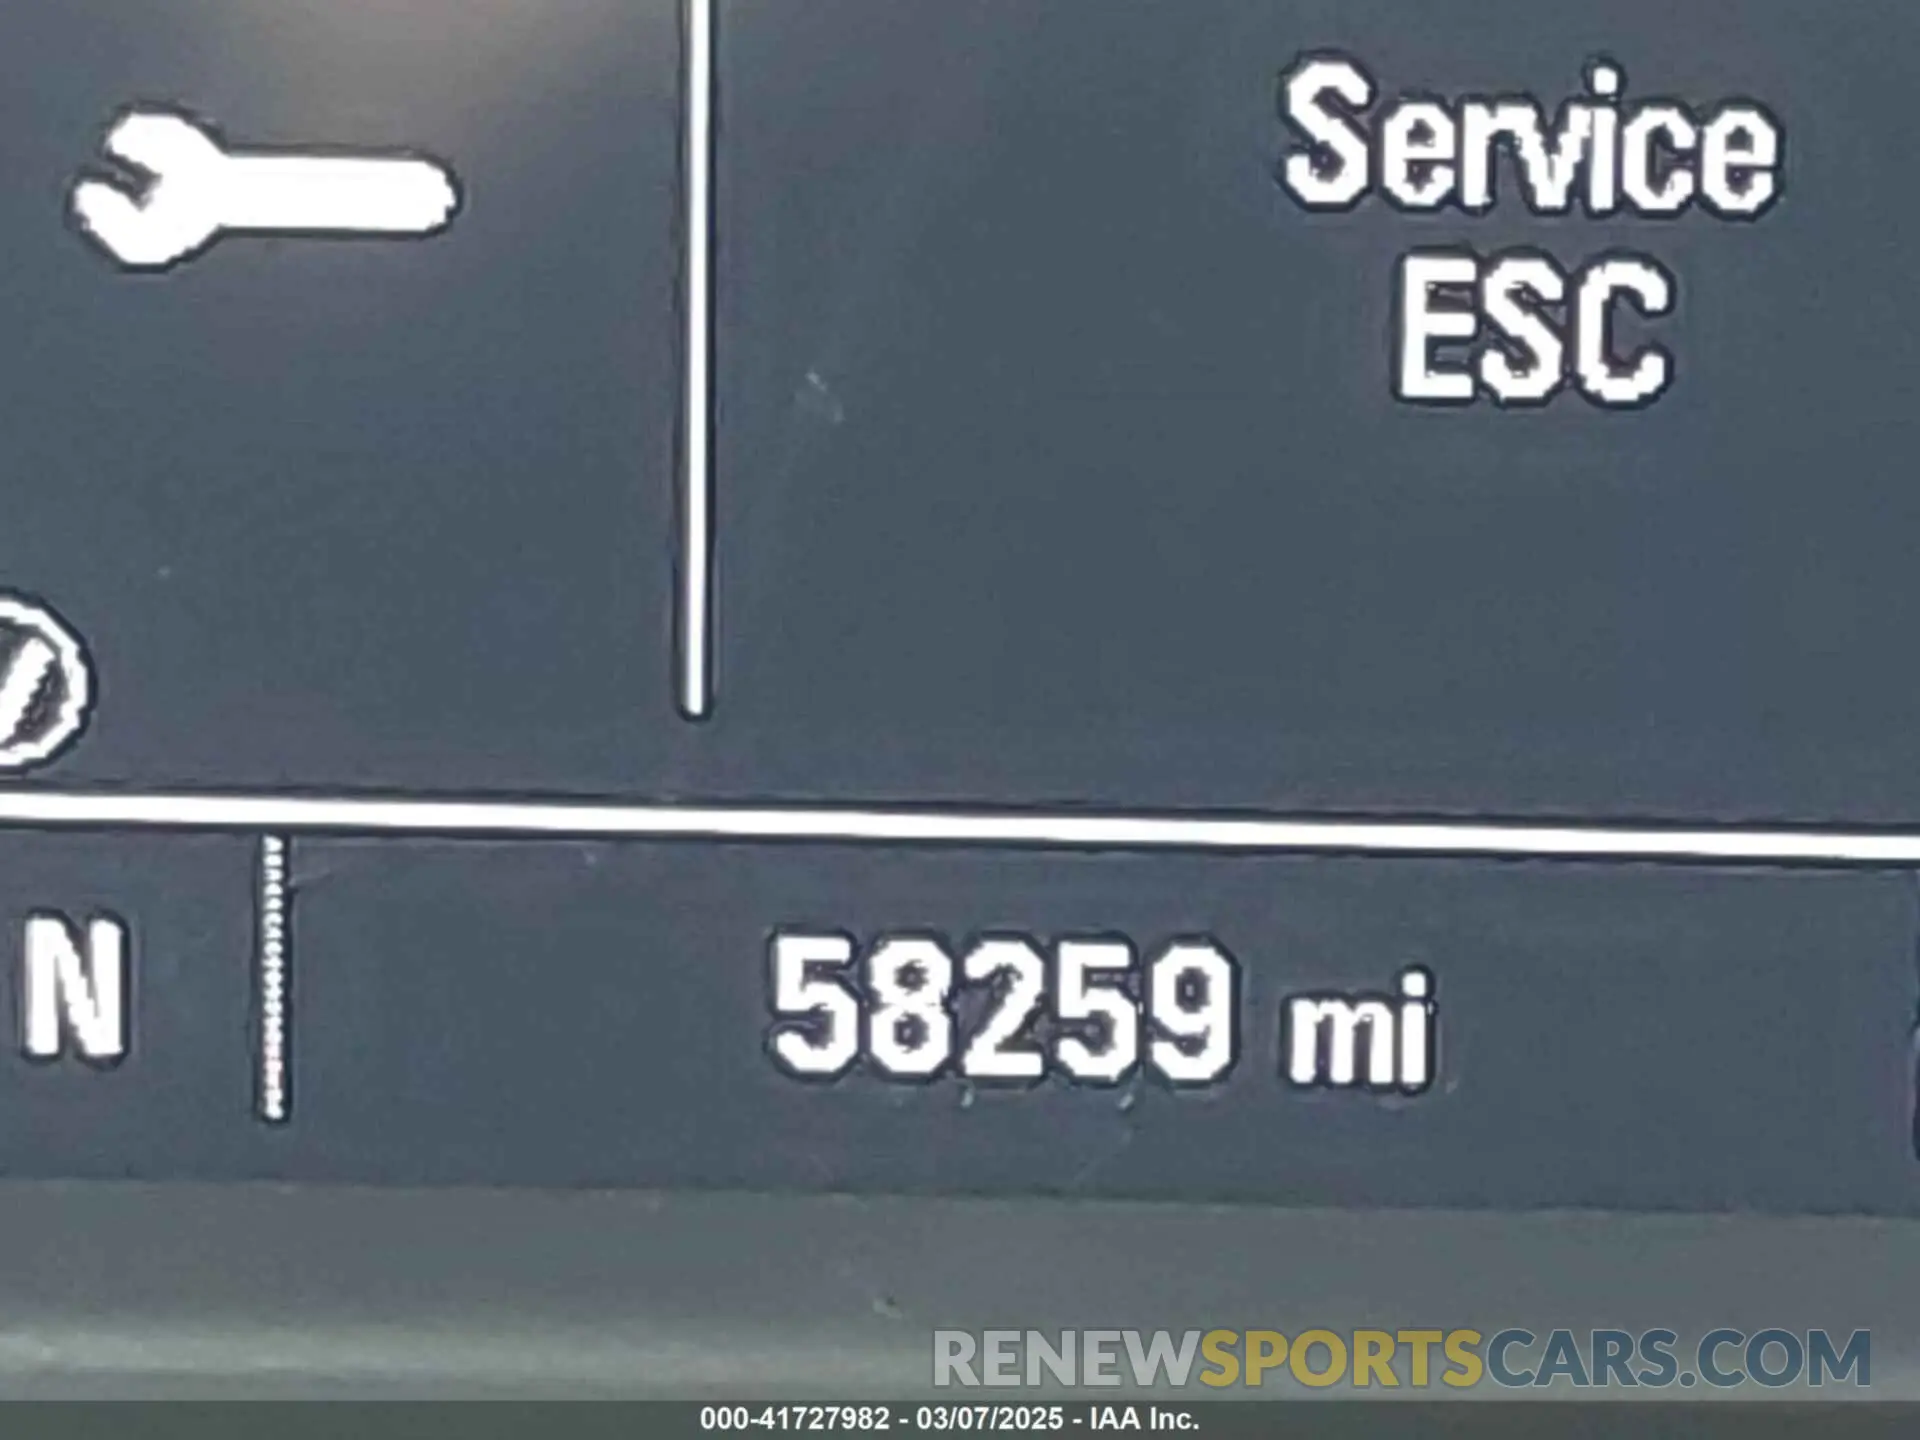 Service
ESC
N
58259 mi
RENEWSPORTSCARS.COM
000-41727982 - 03/07/2025 - IAA Inc.